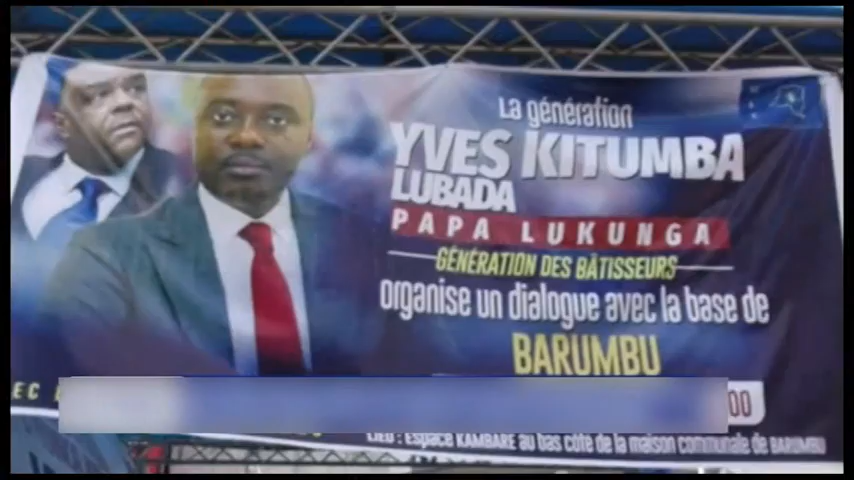 La génération
YVES KITUMBA
LUBADA
PAPA LUKUNGA
GÉNÉRATION DES BÂTISSEURS
organise un dialogue avec la base de
BARUMBU
00
LIEU : Espace KAMBARE au bas côté de la maison communale de BARUMBU